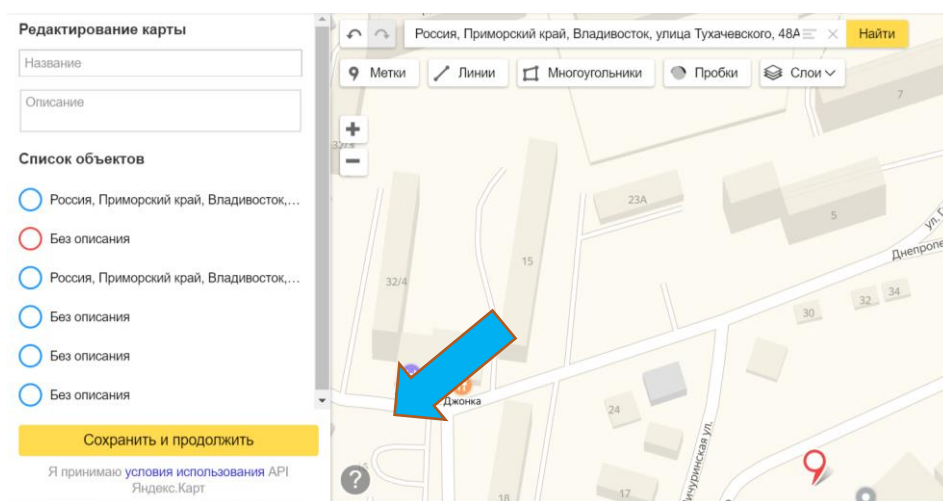 Редактирование карты
Название
Описание
Список объектов
Россия, Приморский край, Владивосток,...
Без описания
Россия, Приморский край, Владивосток,...
Без описания
Без описания
Без описания
Сохранить и продолжить
Я принимаю условия использования API
Яндекс.Карт
Россия, Приморский край, Владивосток, улица Тухачевского, 48А
Найти
Метки
Линии
Многоугольники
Пробки
Слои
7
23А
5
15
32/4
30
32
34
Джонка
24
17
18
?